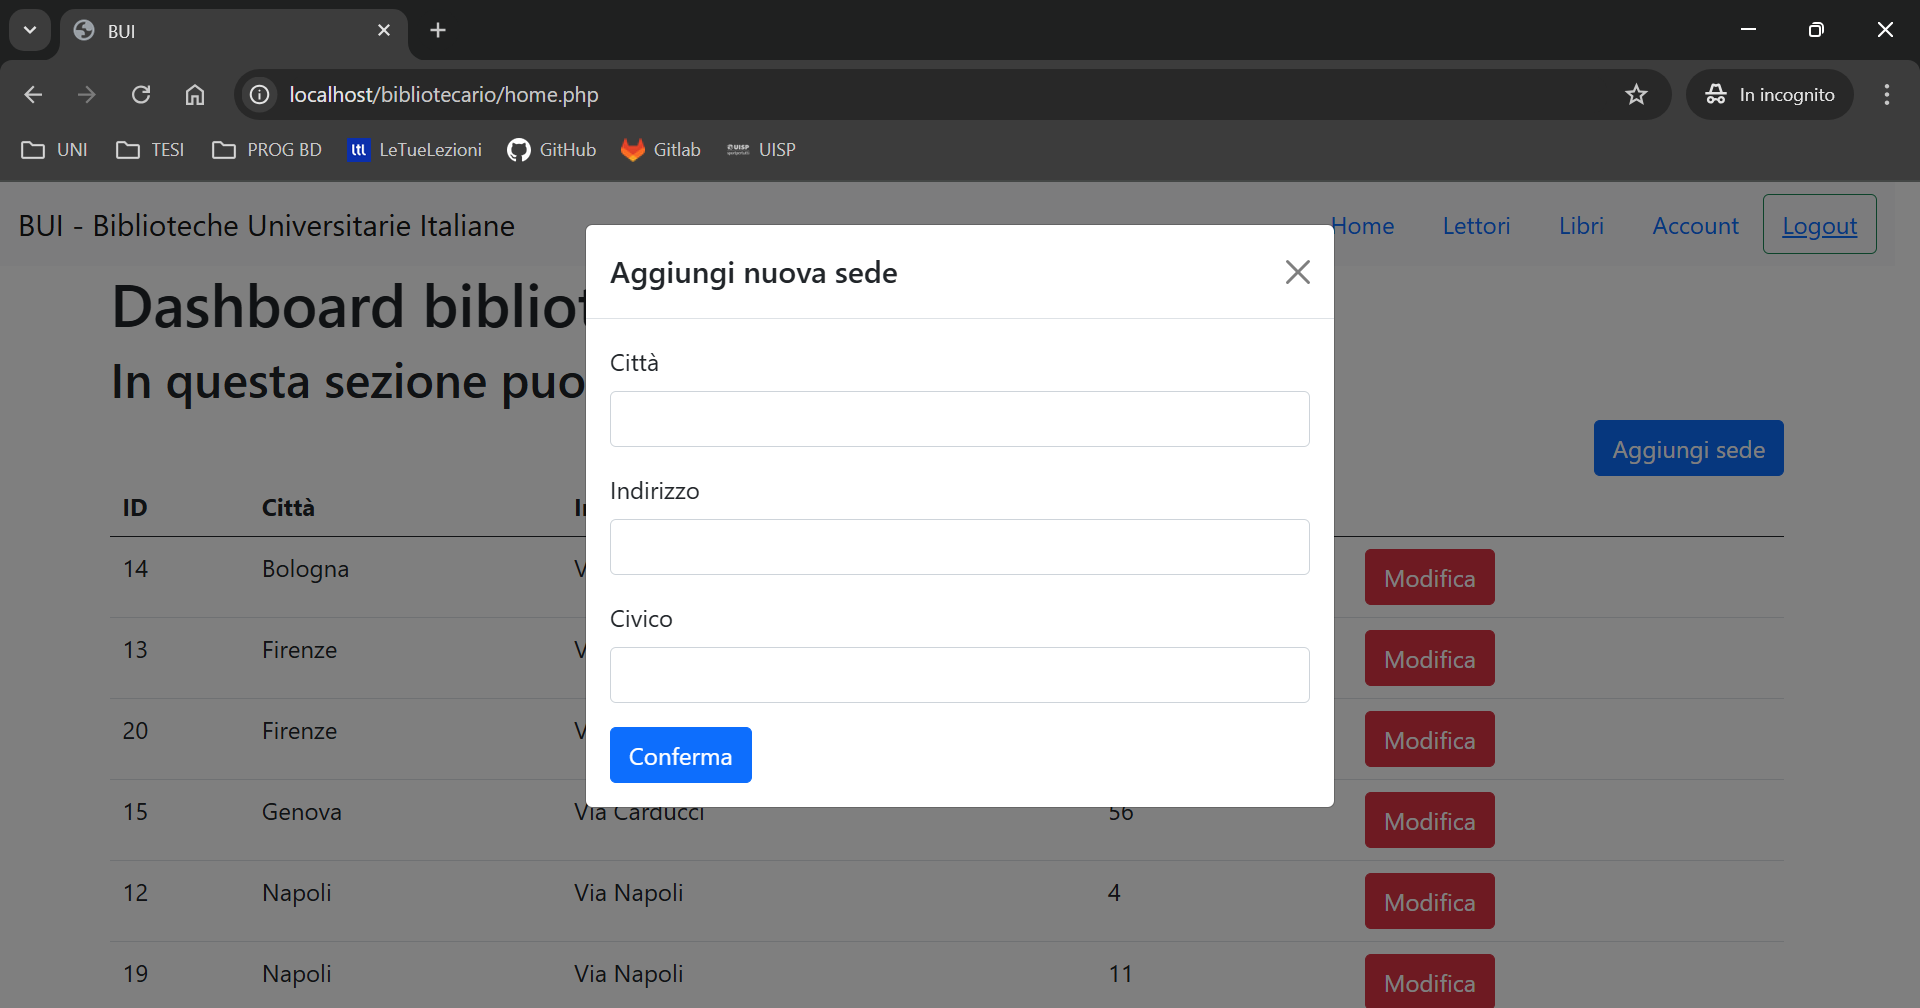 BUI
localhost/bibliotecario/home.php
In incognito
UNI TESI PROG BD LeTueLezioni GitHub Gitlab UISP
BUI - Biblioteche Universitarie Italiane
Home Lettori Libri Account Logout
Dashboard
In questa sezione
Aggiungi sede
Aggiungi nuova sede
Città
Indirizzo
Civico
Conferma
ID Città
14 Bologna Modifica
13 Firenze Modifica
20 Firenze Modifica
15 Genova Via Carducci 56 Modifica
12 Napoli Via Napoli 4 Modifica
19 Napoli Via Napoli 11 Modifica